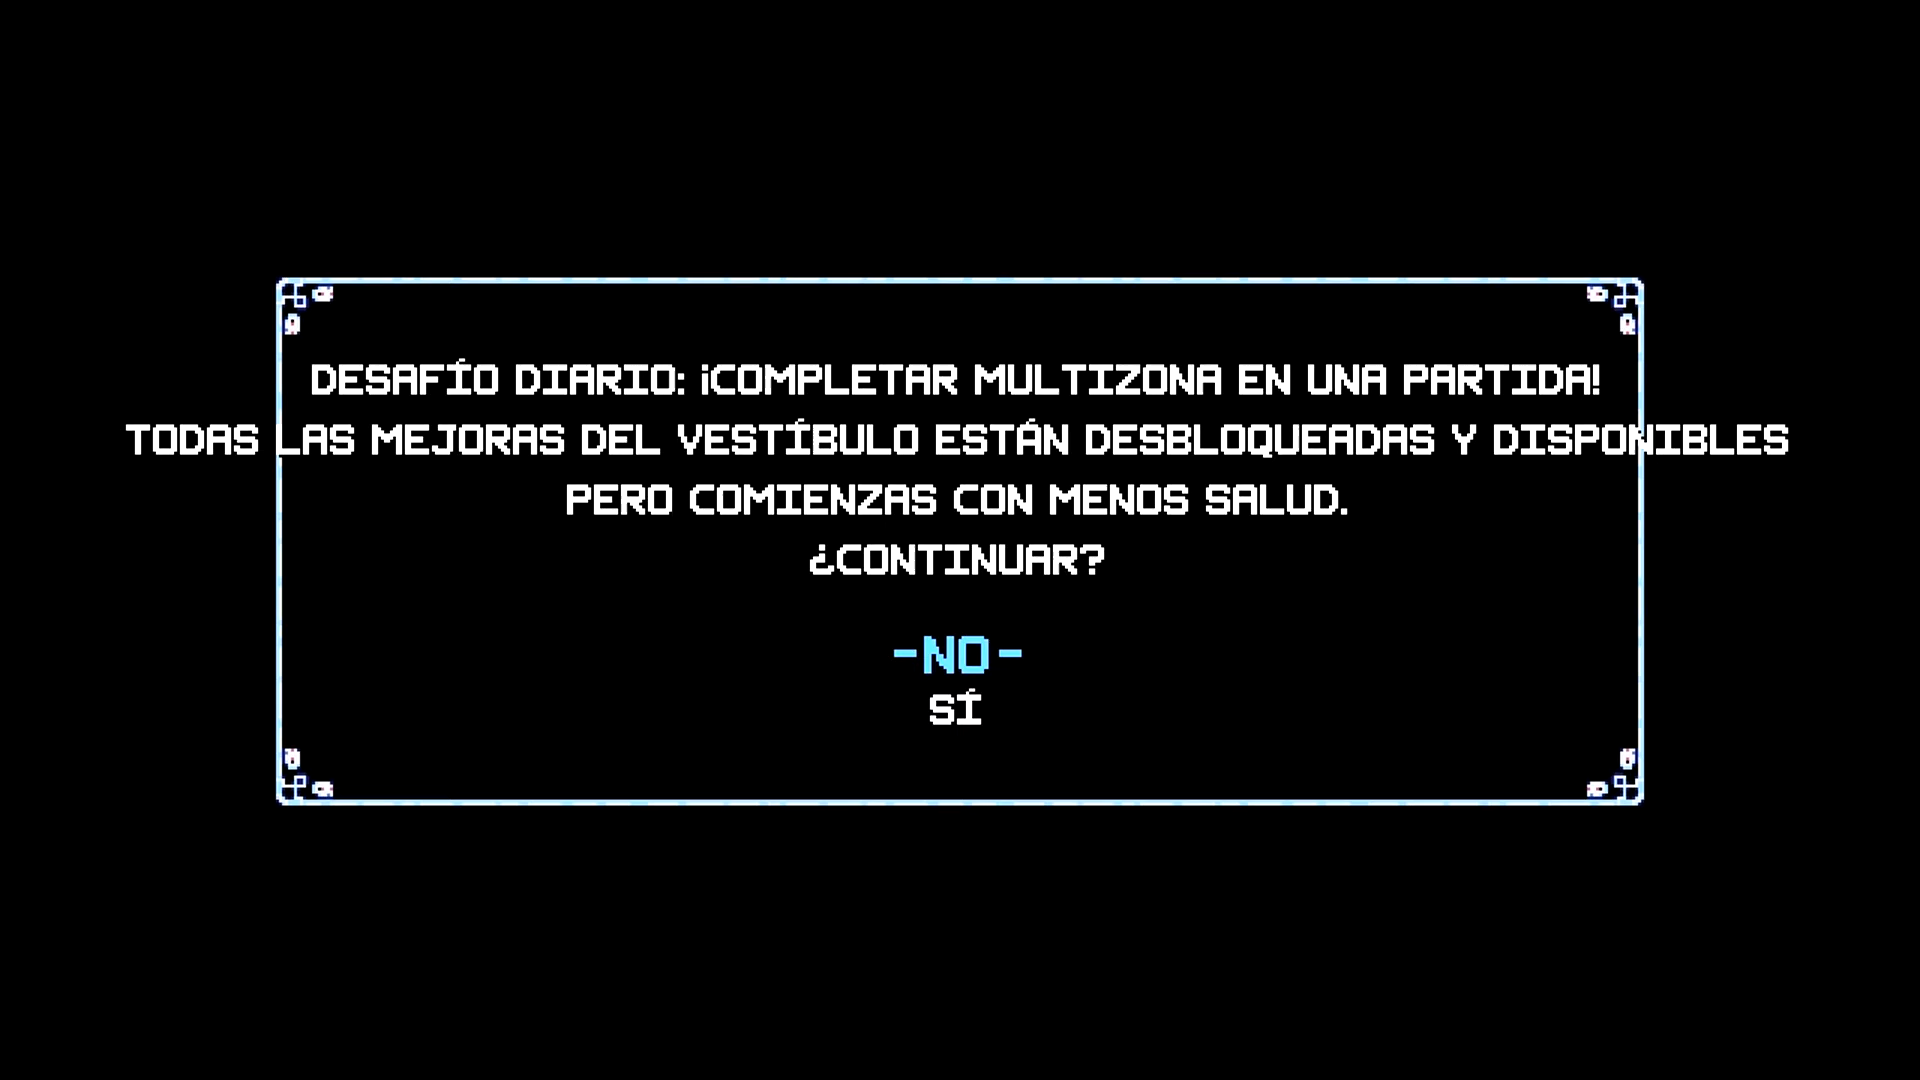 DESAFÍO DIARIO: ¡COMPLETAR MULTIZONA EN UNA PARTIDA!
TODAS LAS MEJORAS DEL VESTÍBULO ESTÁN DESBLOQUEADAS Y DISPONIBLES
PERO COMIENZAS CON MENOS SALUD.
¿CONTINUAR?
-NO-
SÍ